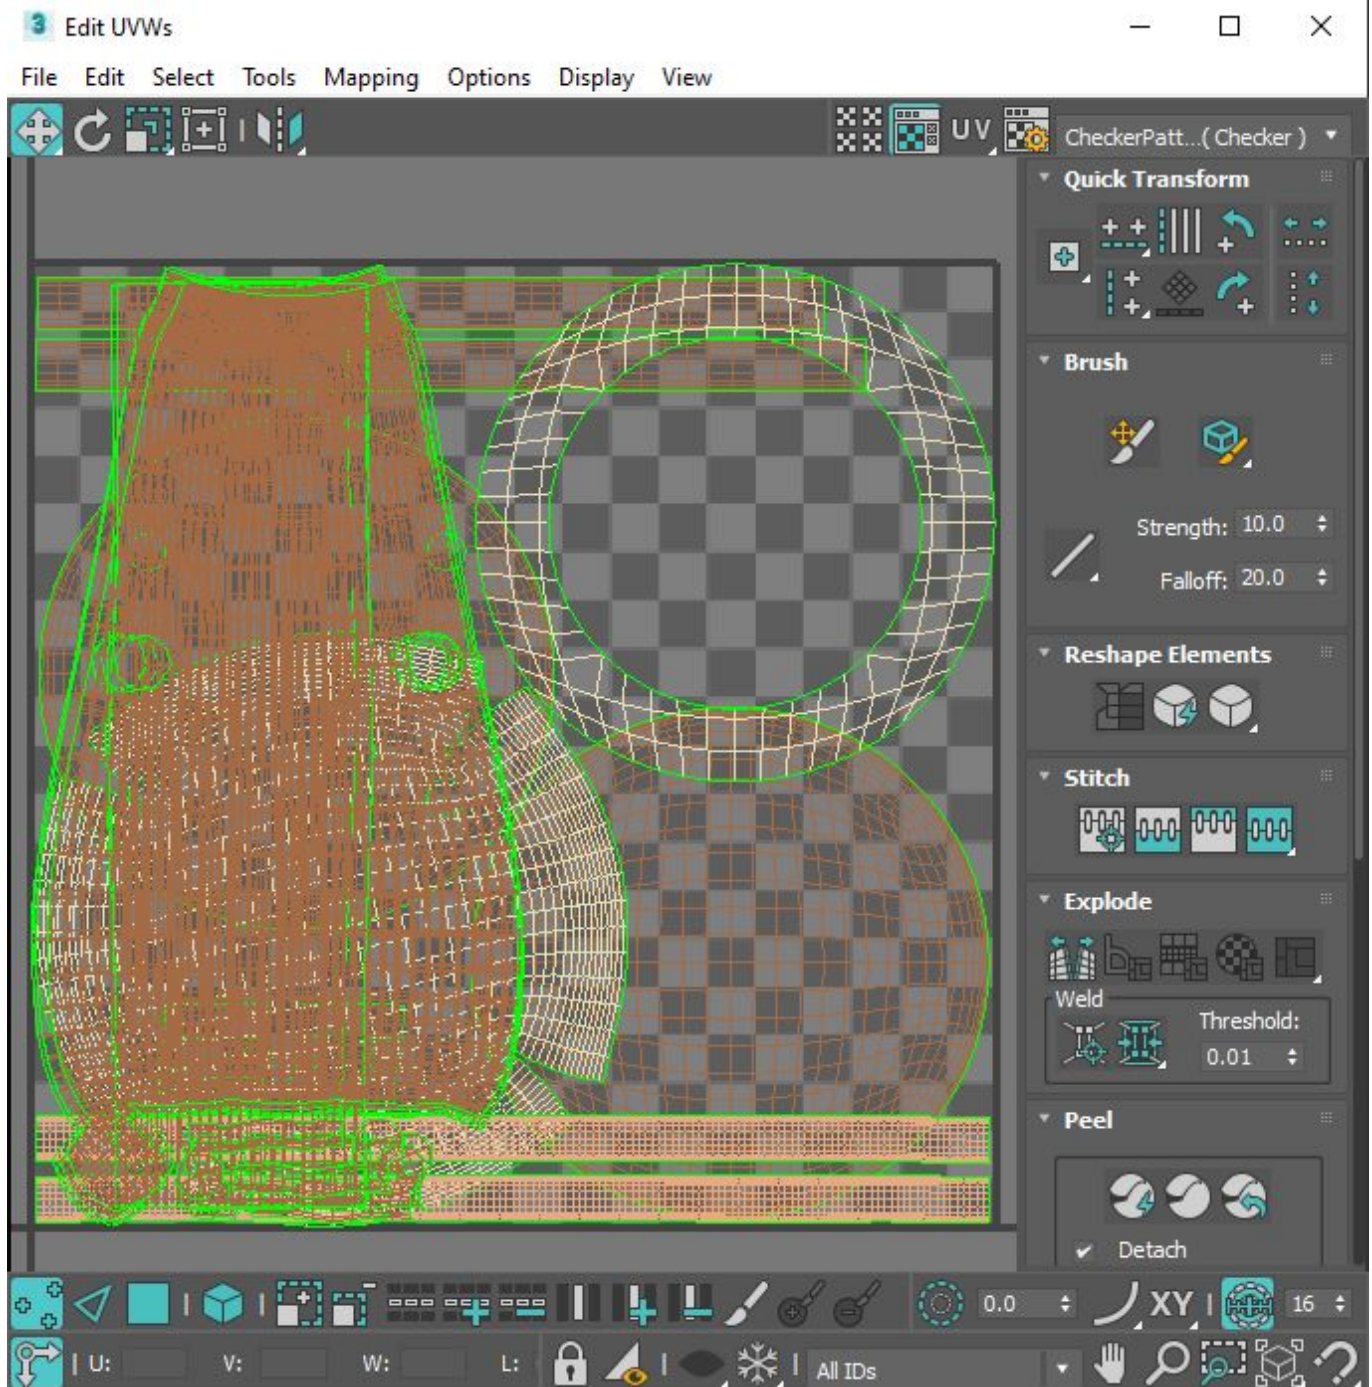 3 Edit UVWs
File Edit Select Tools Mapping Options Display View
UV CheckerPatt...( Checker )
Quick Transform
Brush
Strength: 10.0
Falloff: 20.0
Reshape Elements
Stitch
Explode
Weld
Threshold:
0.01
Peel
Detach
0.0 XY 16
U: V: W: L: All IDs